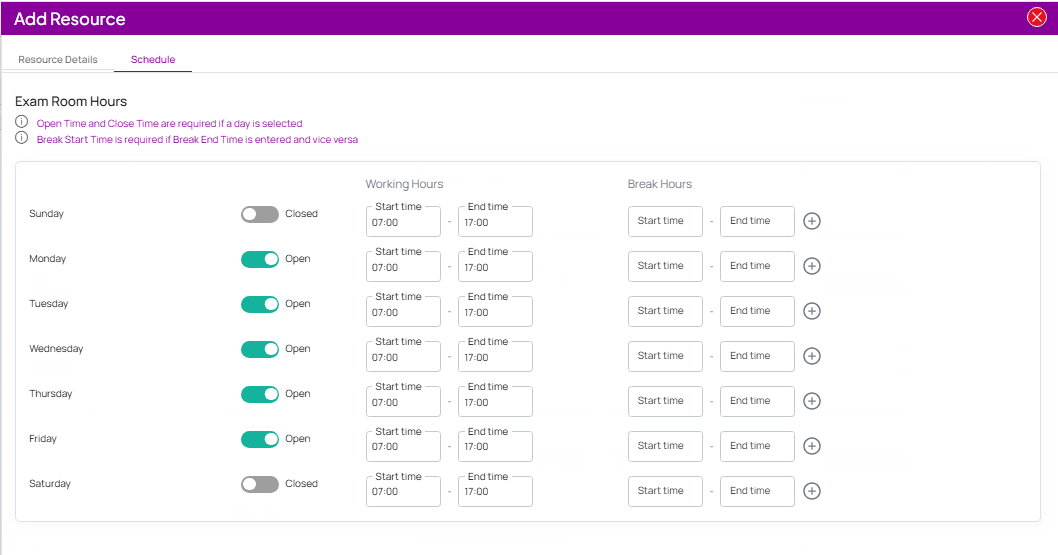 Add Resource
Resource Details Schedule
Exam Room Hours
Open Time and Close Time are required if a day is selected
Break Start Time is required if Break End Time is entered and vice versa
Working Hours Break Hours
Sunday Closed Start time 07:00 - End time 17:00 Start time - End time
Monday Open Start time 07:00 - End time 17:00 Start time - End time
Tuesday Open Start time 07:00 - End time 17:00 Start time - End time
Wednesday Open Start time 07:00 - End time 17:00 Start time - End time
Thursday Open Start time 07:00 - End time 17:00 Start time - End time
Friday Open Start time 07:00 - End time 17:00 Start time - End time
Saturday Closed Start time 07:00 - End time 17:00 Start time - End time